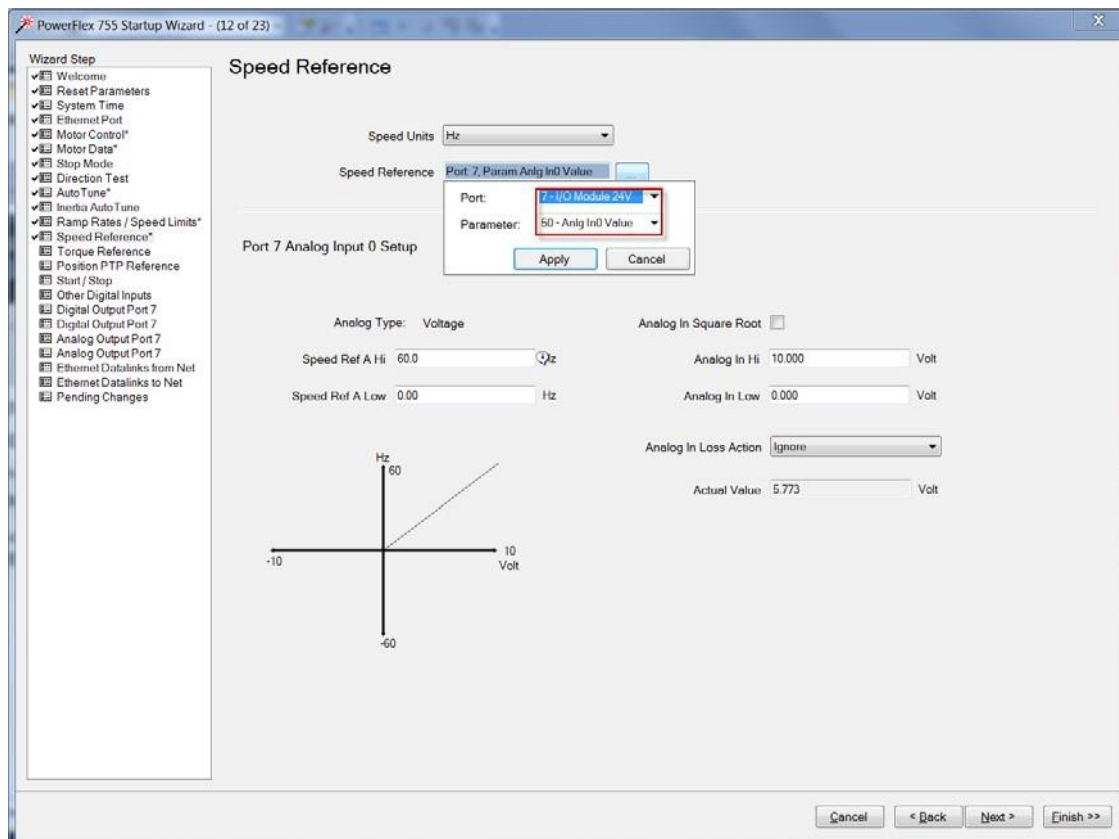 PowerFlex 755 Startup Wizard - (12 of 23)
X
Wizard Step
Welcome
Reset Parameters
System Time
Ethernet Port
Motor Control*
Motor Data*
Stop Mode
Direction Test
AutoTune*
Inertia AutoTune
Ramp Rates / Speed Limits*
Speed Reference*
Torque Reference
Position PTP Reference
Start / Stop
Other Digital Inputs
Digital Output Port 7
Digital Output Port 7
Analog Output Port 7
Analog Output Port 7
Ethernet Datalinks from Net
Ethernet Datalinks to Net
Pending Changes
Speed Reference
Speed Units Hz
Speed Reference Port 7, Param Anlg In0 Value ...
Port: 7 - I/O Module 24V
Parameter: 50 - Anlg In0 Value
Apply Cancel
Port 7 Analog Input 0 Setup
Analog Type: Voltage Analog In Square Root
Speed Ref A Hi 60.0 Hz Analog In Hi 10.000 Volt
Speed Ref A Low 0.00 Hz Analog In Low 0.000 Volt
Analog In Loss Action Ignore
Actual Value 5.773 Volt
Hz
60
-10
10
Volt
-60
Cancel < Back Next > Finish >>